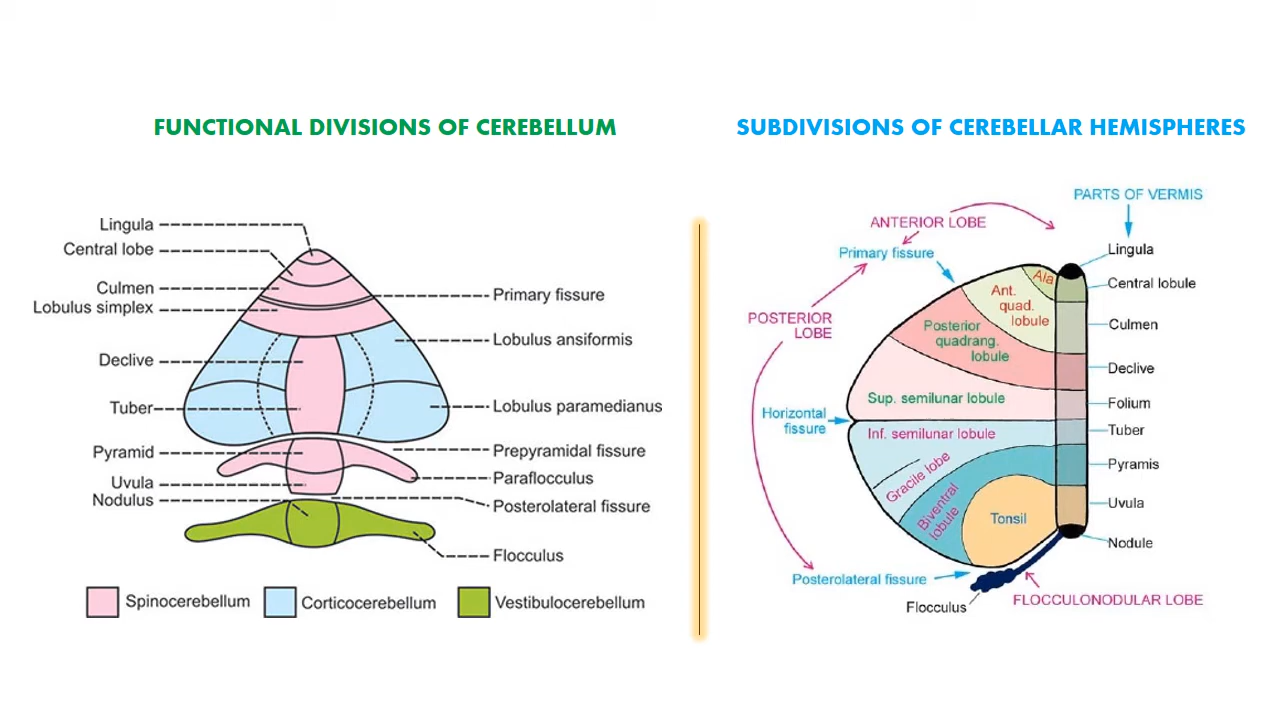 FUNCTIONAL DIVISIONS OF CEREBELLUM
Lingula
Central lobe
Culmen
Lobulus simplex
Declive
Tuber
Pyramid
Uvula
Nodulus
Primary fissure
Lobulus ansiformis
Lobulus paramedianus
Prepyramidal fissure
Paraflocculus
Posterolateral fissure
Flocculus
Spinocerebellum
Corticocerebellum
Vestibulocerebellum
SUBDIVISIONS OF CEREBELLAR HEMISPHERES
PARTS OF VERMIS
ANTERIOR LOBE
Primary fissure
POSTERIOR
LOBE
Horizontal
fissure
Posterolateral fissure
Flocculus
FLOCCULONODULAR LOBE
Ala
Ant.
quad.
lobule
Posterior
quadrang.
lobule
Sup. semilunar lobule
Inf. semilunar lobule
Gracile lobe
Biventral
lobule
Tonsil
Lingula
Central lobule
Culmen
Declive
Folium
Tuber
Pyramis
Uvula
Nodule